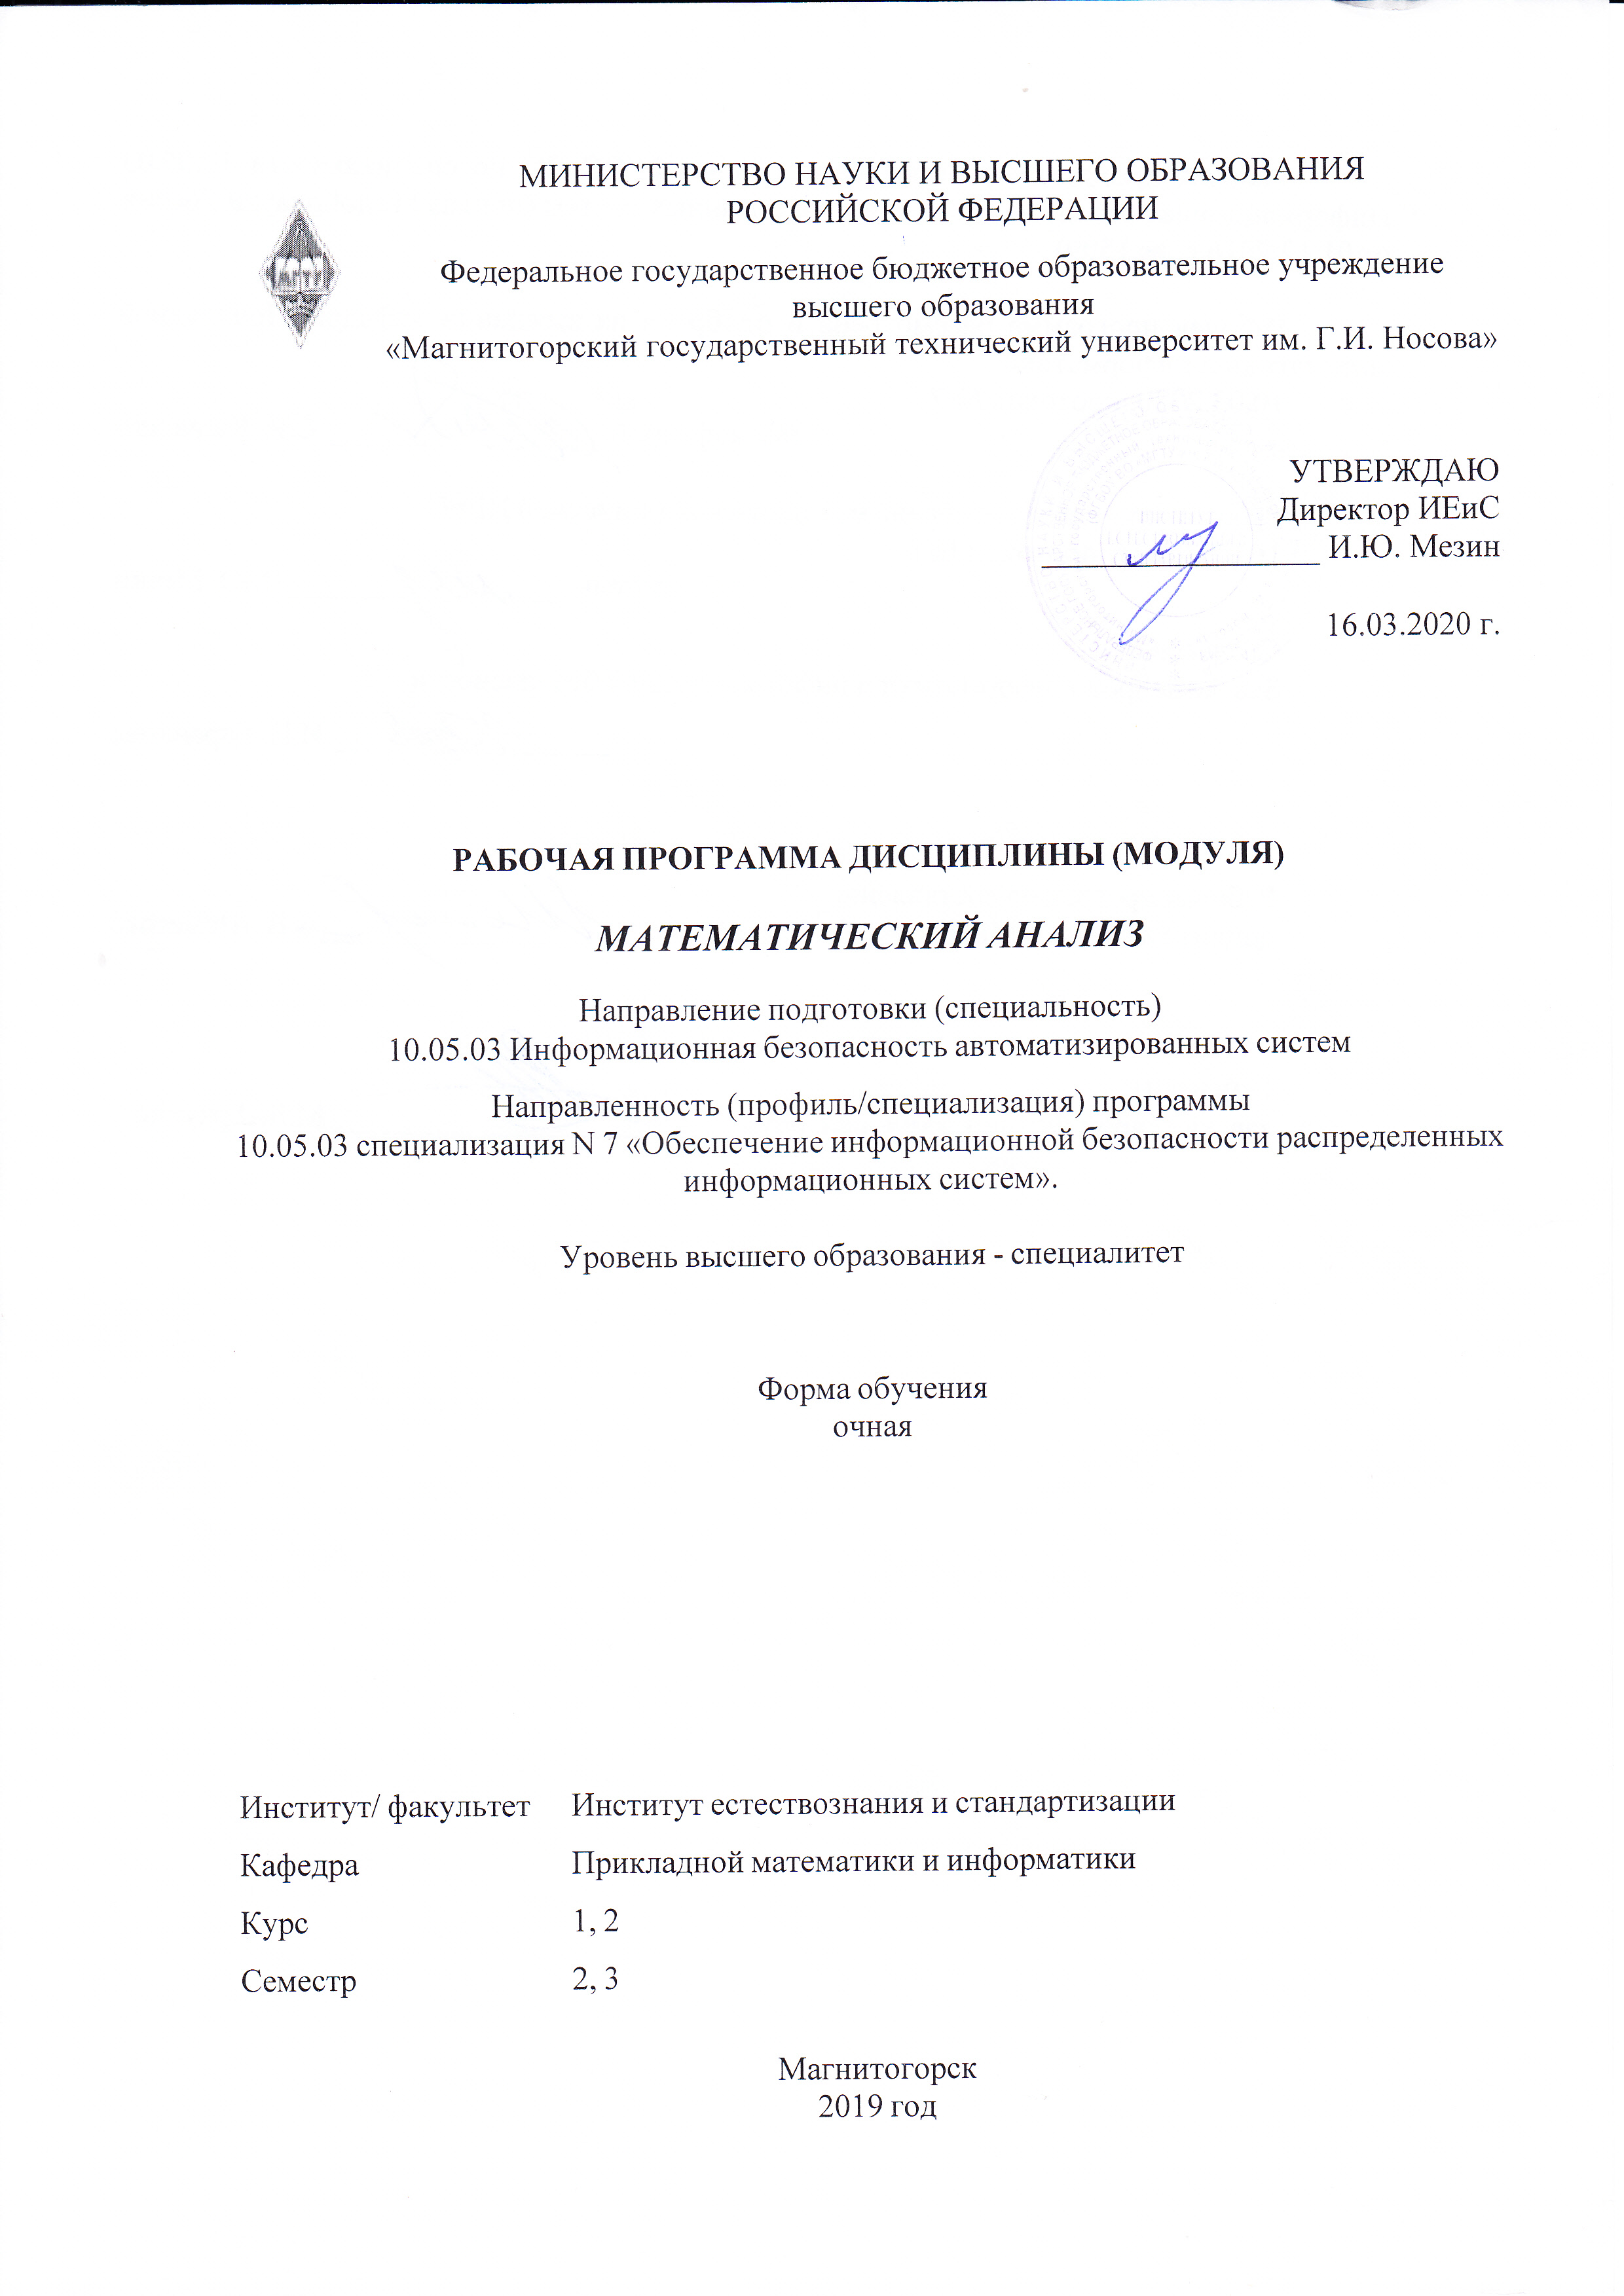 МИНИСТЕРСТВО НАУКИ И ВЫСШЕГО ОБРАЗОВАНИЯ
РОССИЙСКОЙ ФЕДЕРАЦИИ
Федеральное государственное бюджетное образовательное учреждение
высшего образования
«Магнитогорский государственный технический университет им. Г.И. Носова»
УТВЕРЖДАЮ
Директор ИЕиС
И.Ю. Мезин
16.03.2020 г.
РАБОЧАЯ ПРОГРАММА ДИСЦИПЛИНЫ (МОДУЛЯ)
МАТЕМАТИЧЕСКИЙ АНАЛИЗ
Направление подготовки (специальность)
10.05.03 Информационная безопасность автоматизированных систем
Направленность (профиль/специализация) программы
10.05.03 специализация N 7 «Обеспечение информационной безопасности распределенных
информационных систем».
Уровень высшего образования - специалитет
Форма обучения
очная
Институт/ факультет Институт естествознания и стандартизации
Кафедра Прикладной математики и информатики
Курс 1, 2
Семестр 2, 3
Магнитогорск
2019 год